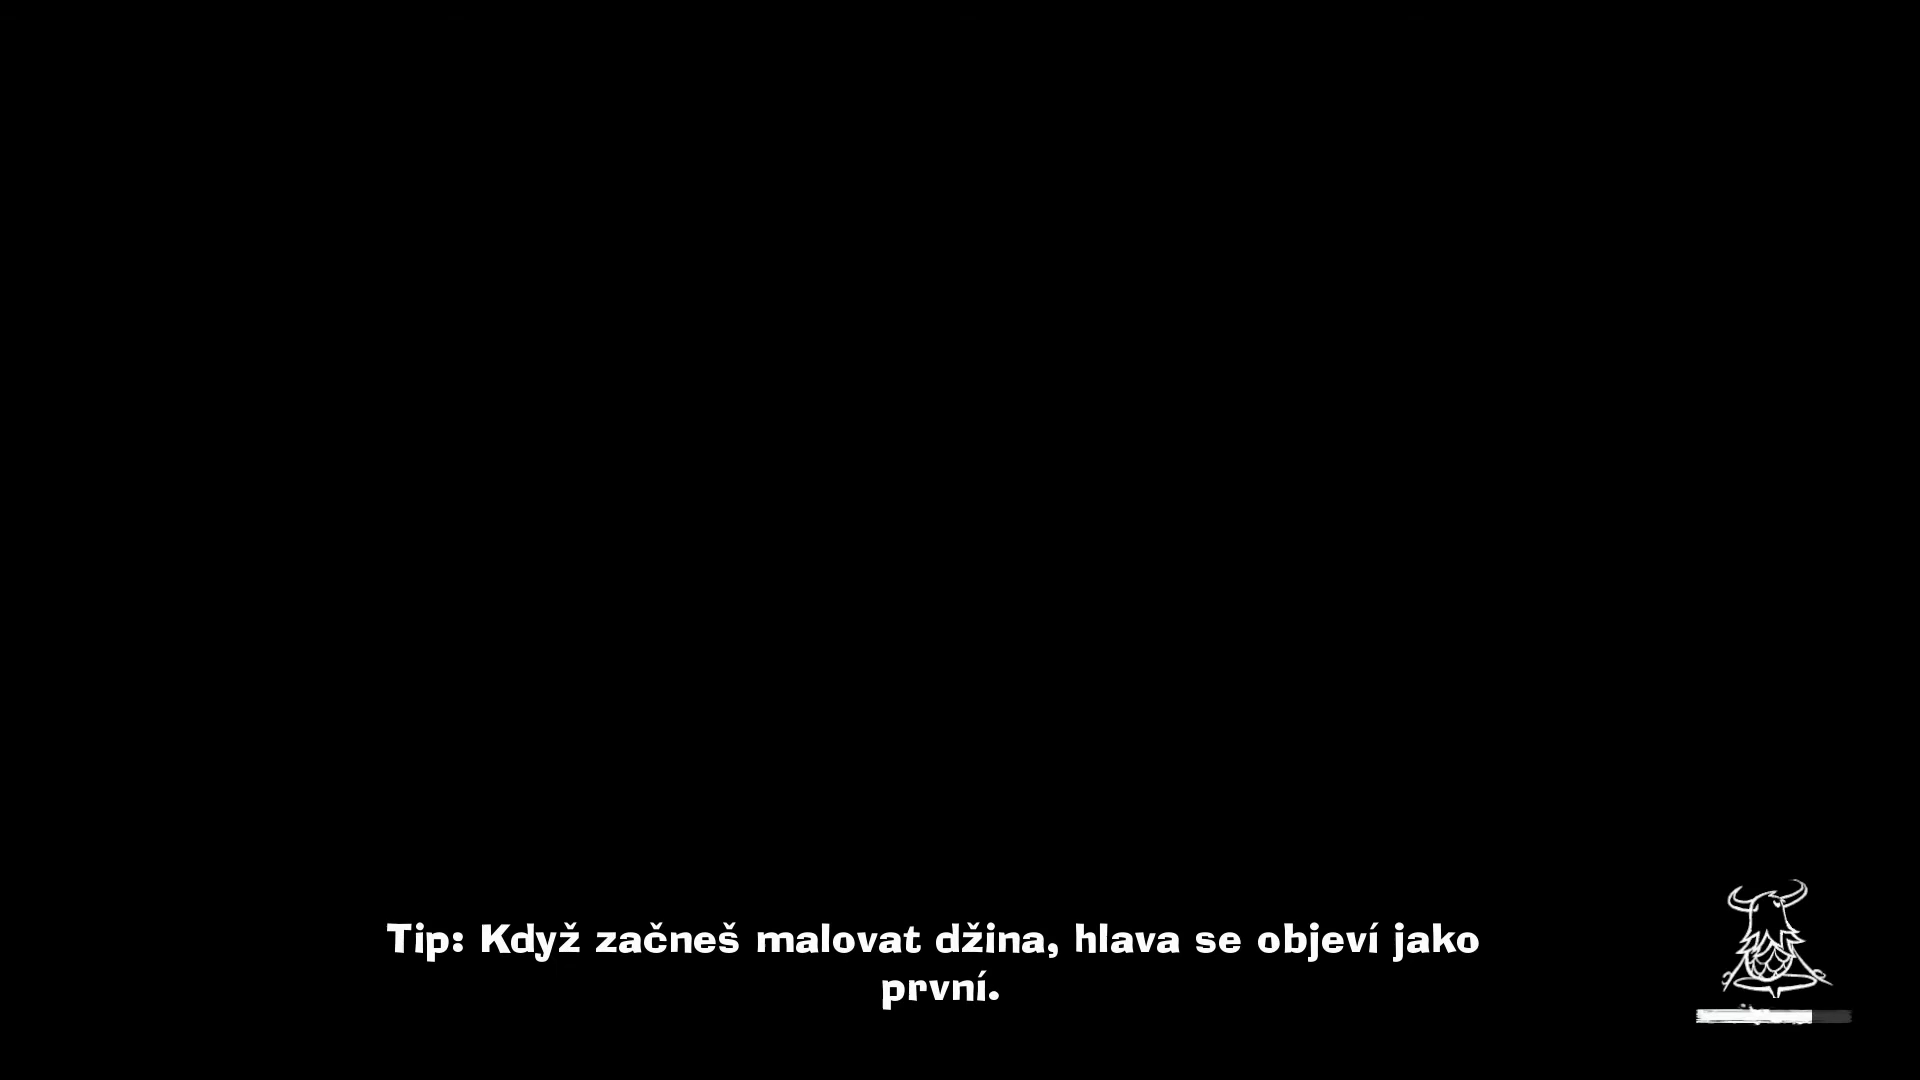 Tip: Když začneš malovat džina, hlava se objeví jako
první.